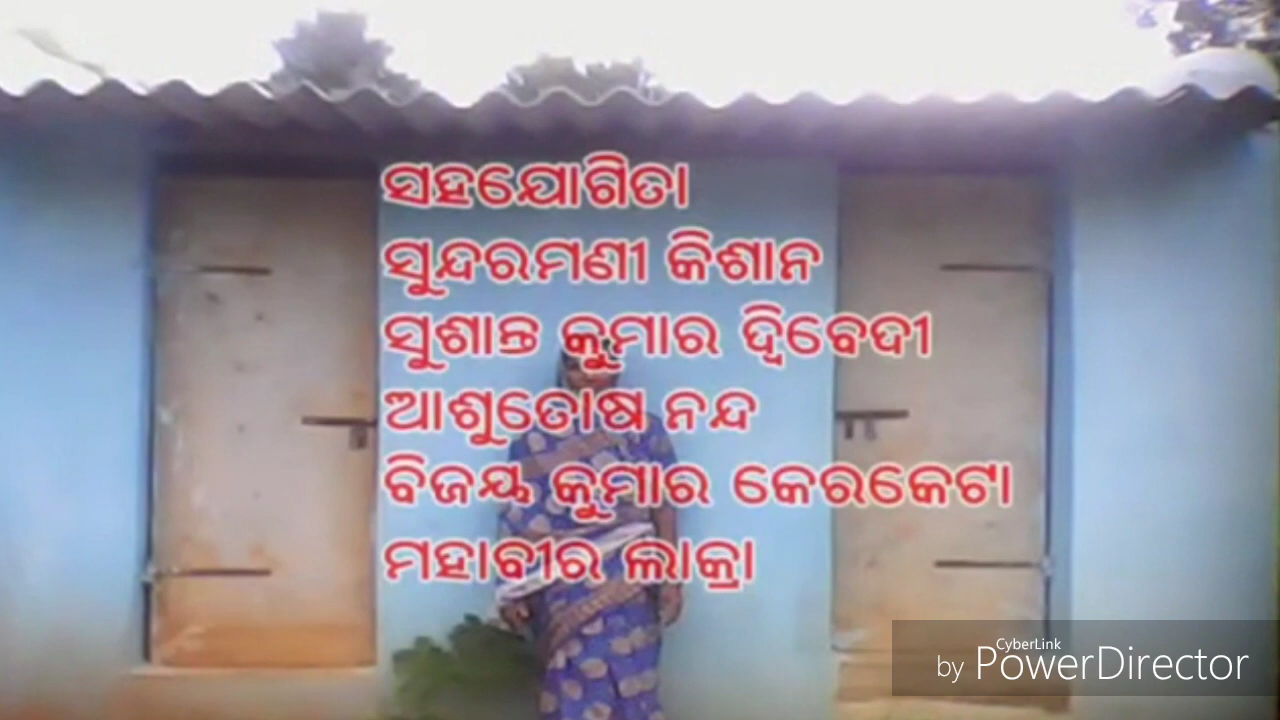 ସହଯୋଗିତା
ସୁନ୍ଦରମଣୀ କିଶାନ
ସୁଶାନ୍ତ କୁମାର ଦ୍ୱିବେଦୀ
ଆଶୁତୋଷ ନନ୍ଦ
ବିଜୟ କୁମାର କେରକେଟା
ମହାବୀର ଲାକ୍ରା
CyberLink
by PowerDirector